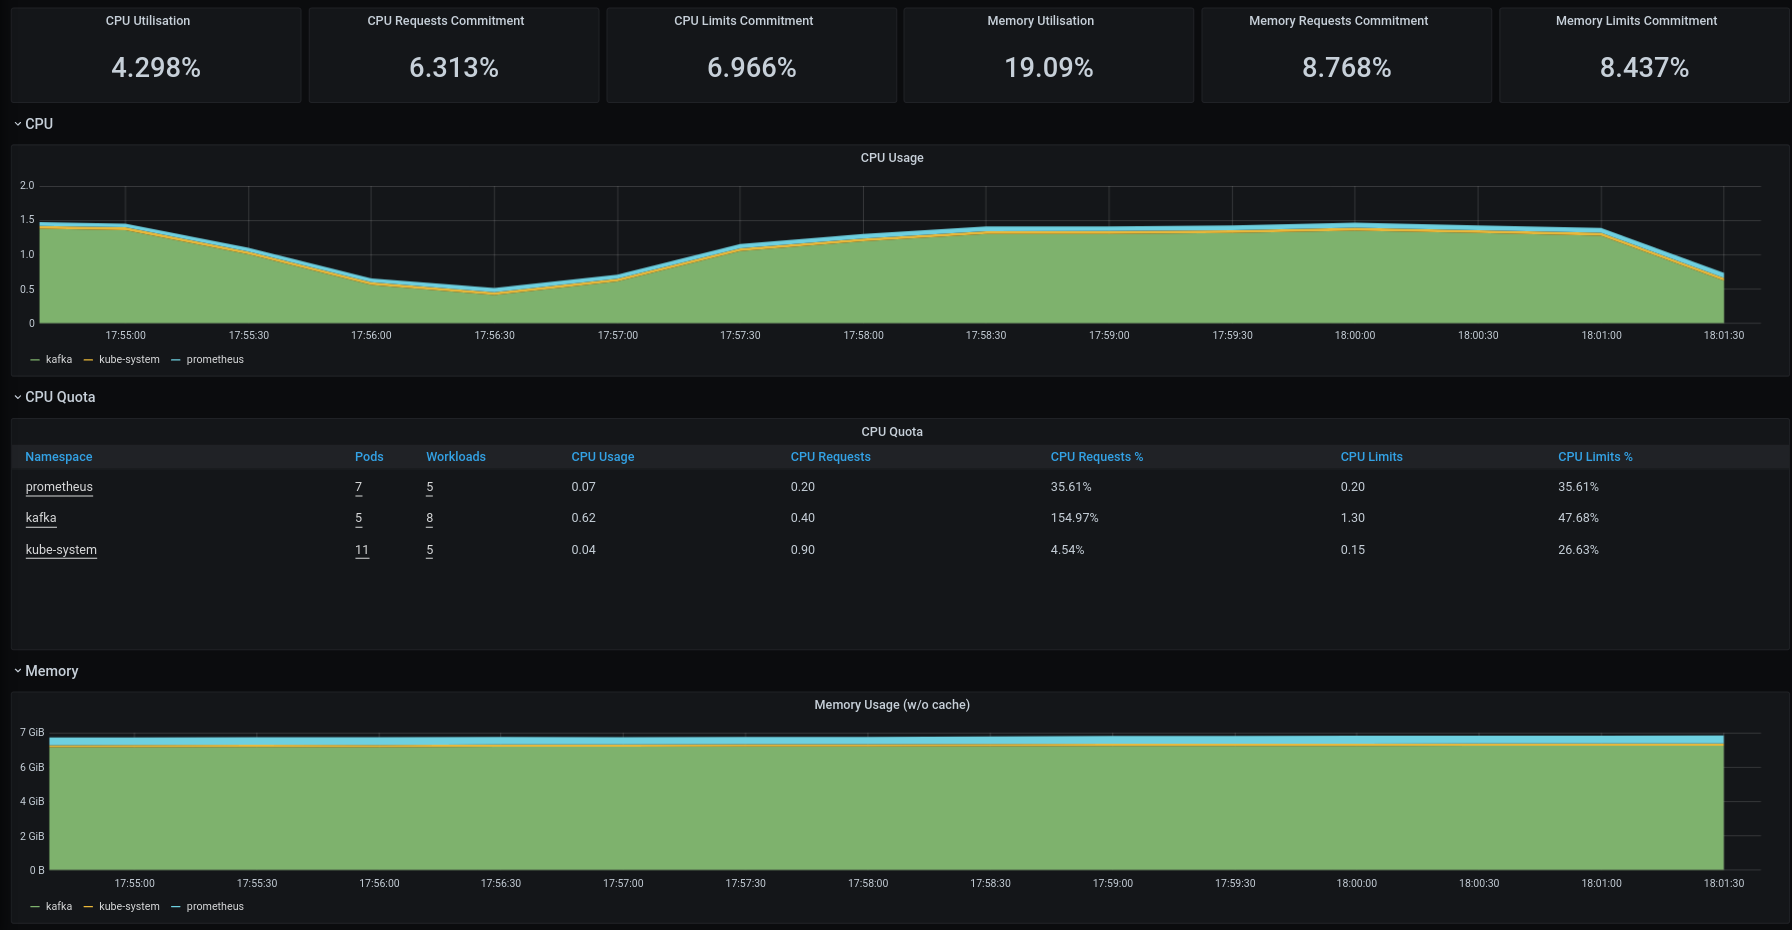 CPU Utilisation CPU Requests Commitment CPU Limits Commitment Memory Utilisation Memory Requests Commitment Memory Limits Commitment
4.298% 6.313% 6.966% 19.09% 8.768% 8.437%
CPU
CPU Usage
2.0
1.5
1.0
0.5
0
17:55:00 17:55:30 17:56:00 17:56:30 17:57:00 17:57:30 17:58:00 17:58:30 17:59:00 17:59:30 18:00:00 18:00:30 18:01:00 18:01:30
kafka kube-system prometheus
CPU Quota
CPU Quota
Namespace Pods Workloads CPU Usage CPU Requests CPU Requests % CPU Limits CPU Limits %
prometheus 7 5 0.07 0.20 35.61% 0.20 35.61%
kafka 5 8 0.62 0.40 154.97% 1.30 47.68%
kube-system 11 5 0.04 0.90 4.54% 0.15 26.63%
Memory
Memory Usage (w/o cache)
7 GiB
6 GiB
4 GiB
2 GiB
0 B
17:55:00 17:55:30 17:56:00 17:56:30 17:57:00 17:57:30 17:58:00 17:58:30 17:59:00 17:59:30 18:00:00 18:00:30 18:01:00 18:01:30
kafka kube-system prometheus